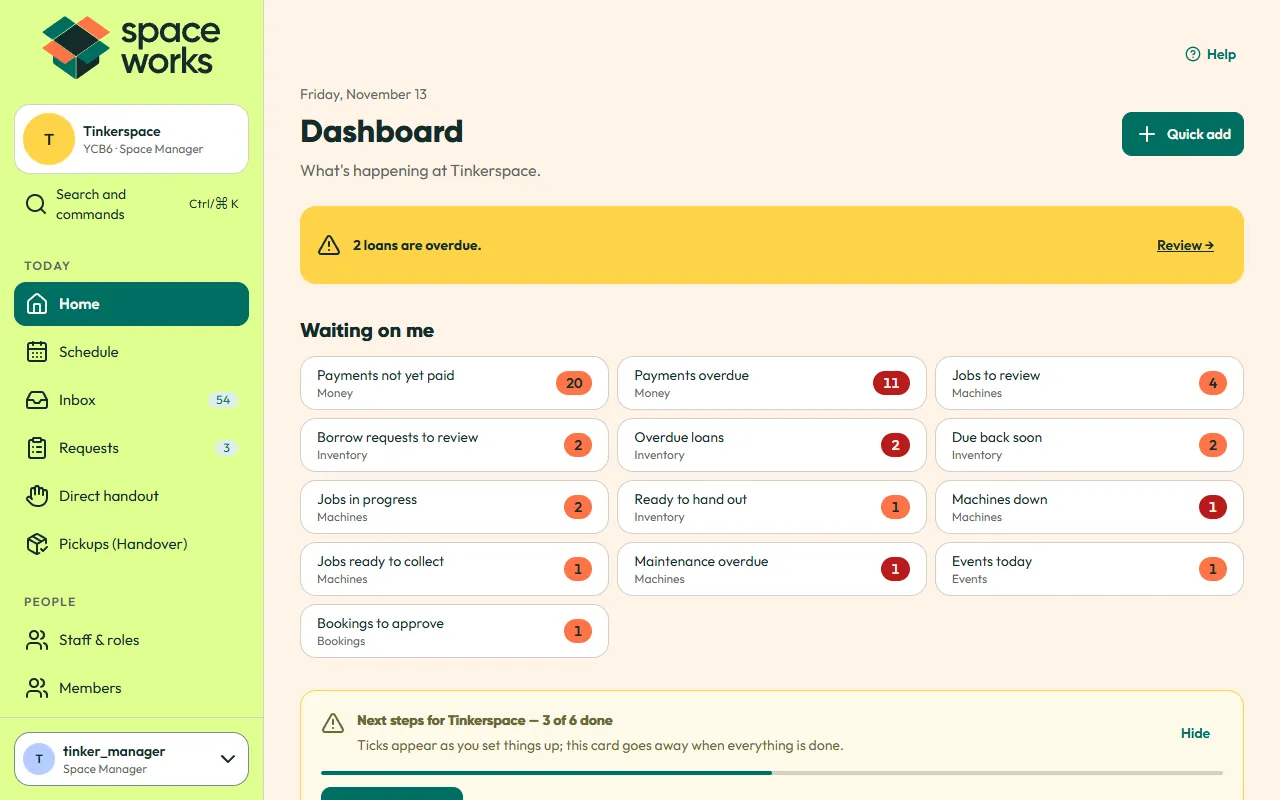 space
works
Tinkerspace
YCB6 · Space Manager
T
Search and
commands
Ctrl/⌘ K
TODAY
Home
Schedule
Inbox
54
Requests
3
Direct handout
Pickups (Handover)
PEOPLE
Staff & roles
Members
T
tinker_manager
Space Manager
Help
Friday, November 13
Dashboard
What's happening at Tinkerspace.
Quick add
2 loans are overdue.
Review →
Waiting on me
Payments not yet paid
Money
20
Payments overdue
Money
11
Jobs to review
Machines
4
Borrow requests to review
Inventory
2
Overdue loans
Inventory
2
Due back soon
Inventory
2
Jobs in progress
Machines
2
Ready to hand out
Inventory
1
Machines down
Machines
1
Jobs ready to collect
Machines
1
Maintenance overdue
Machines
1
Events today
Events
1
Bookings to approve
Bookings
1
Next steps for Tinkerspace — 3 of 6 done
Ticks appear as you set things up; this card goes away when everything is done.
Hide